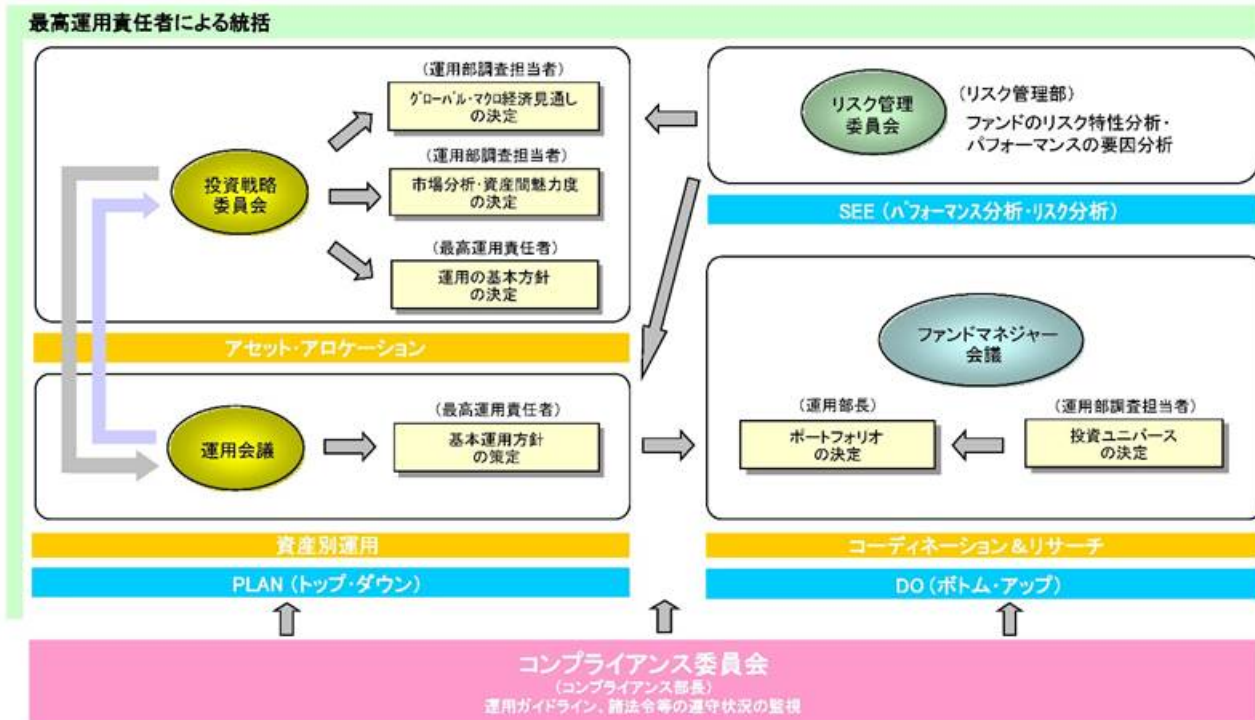 最高運用責任者による統括
(運用部調査担当者)
グローバル・マクロ経済見通し
の決定
投資戦略
委員会
(運用部調査担当者)
市場分析・資産間魅力度
の決定
(最高運用責任者)
運用の基本方針
の決定
アセット・アロケーション
運用会議
(最高運用責任者)
基本運用方針
の策定
資産別運用
PLAN(トップ・ダウン)
リスク管理
委員会
(リスク管理部)
ファンドのリスク特性分析・
パフォーマンスの要因分析
SEE(パフォーマンス分析・リスク分析)
ファンドマネジャー
会議
(運用部長)
ポートフォリオ
の決定
(運用部調査担当者)
投資ユニバース
の決定
コーディネーション&リサーチ
DO(ボトム・アップ)
コンプライアンス委員会
(コンプライアンス部長)
運用ガイドライン、諸法令等の遵守状況の監視